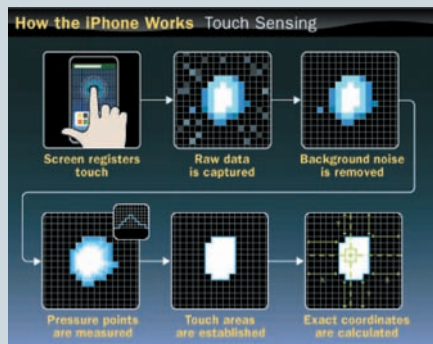 How the iPhone Works Touch Sensing
Screen registers
touch
Raw data
is captured
Background noise
is removed
Pressure points
are measured
Touch areas
are established
Exact coordinates
are calculated